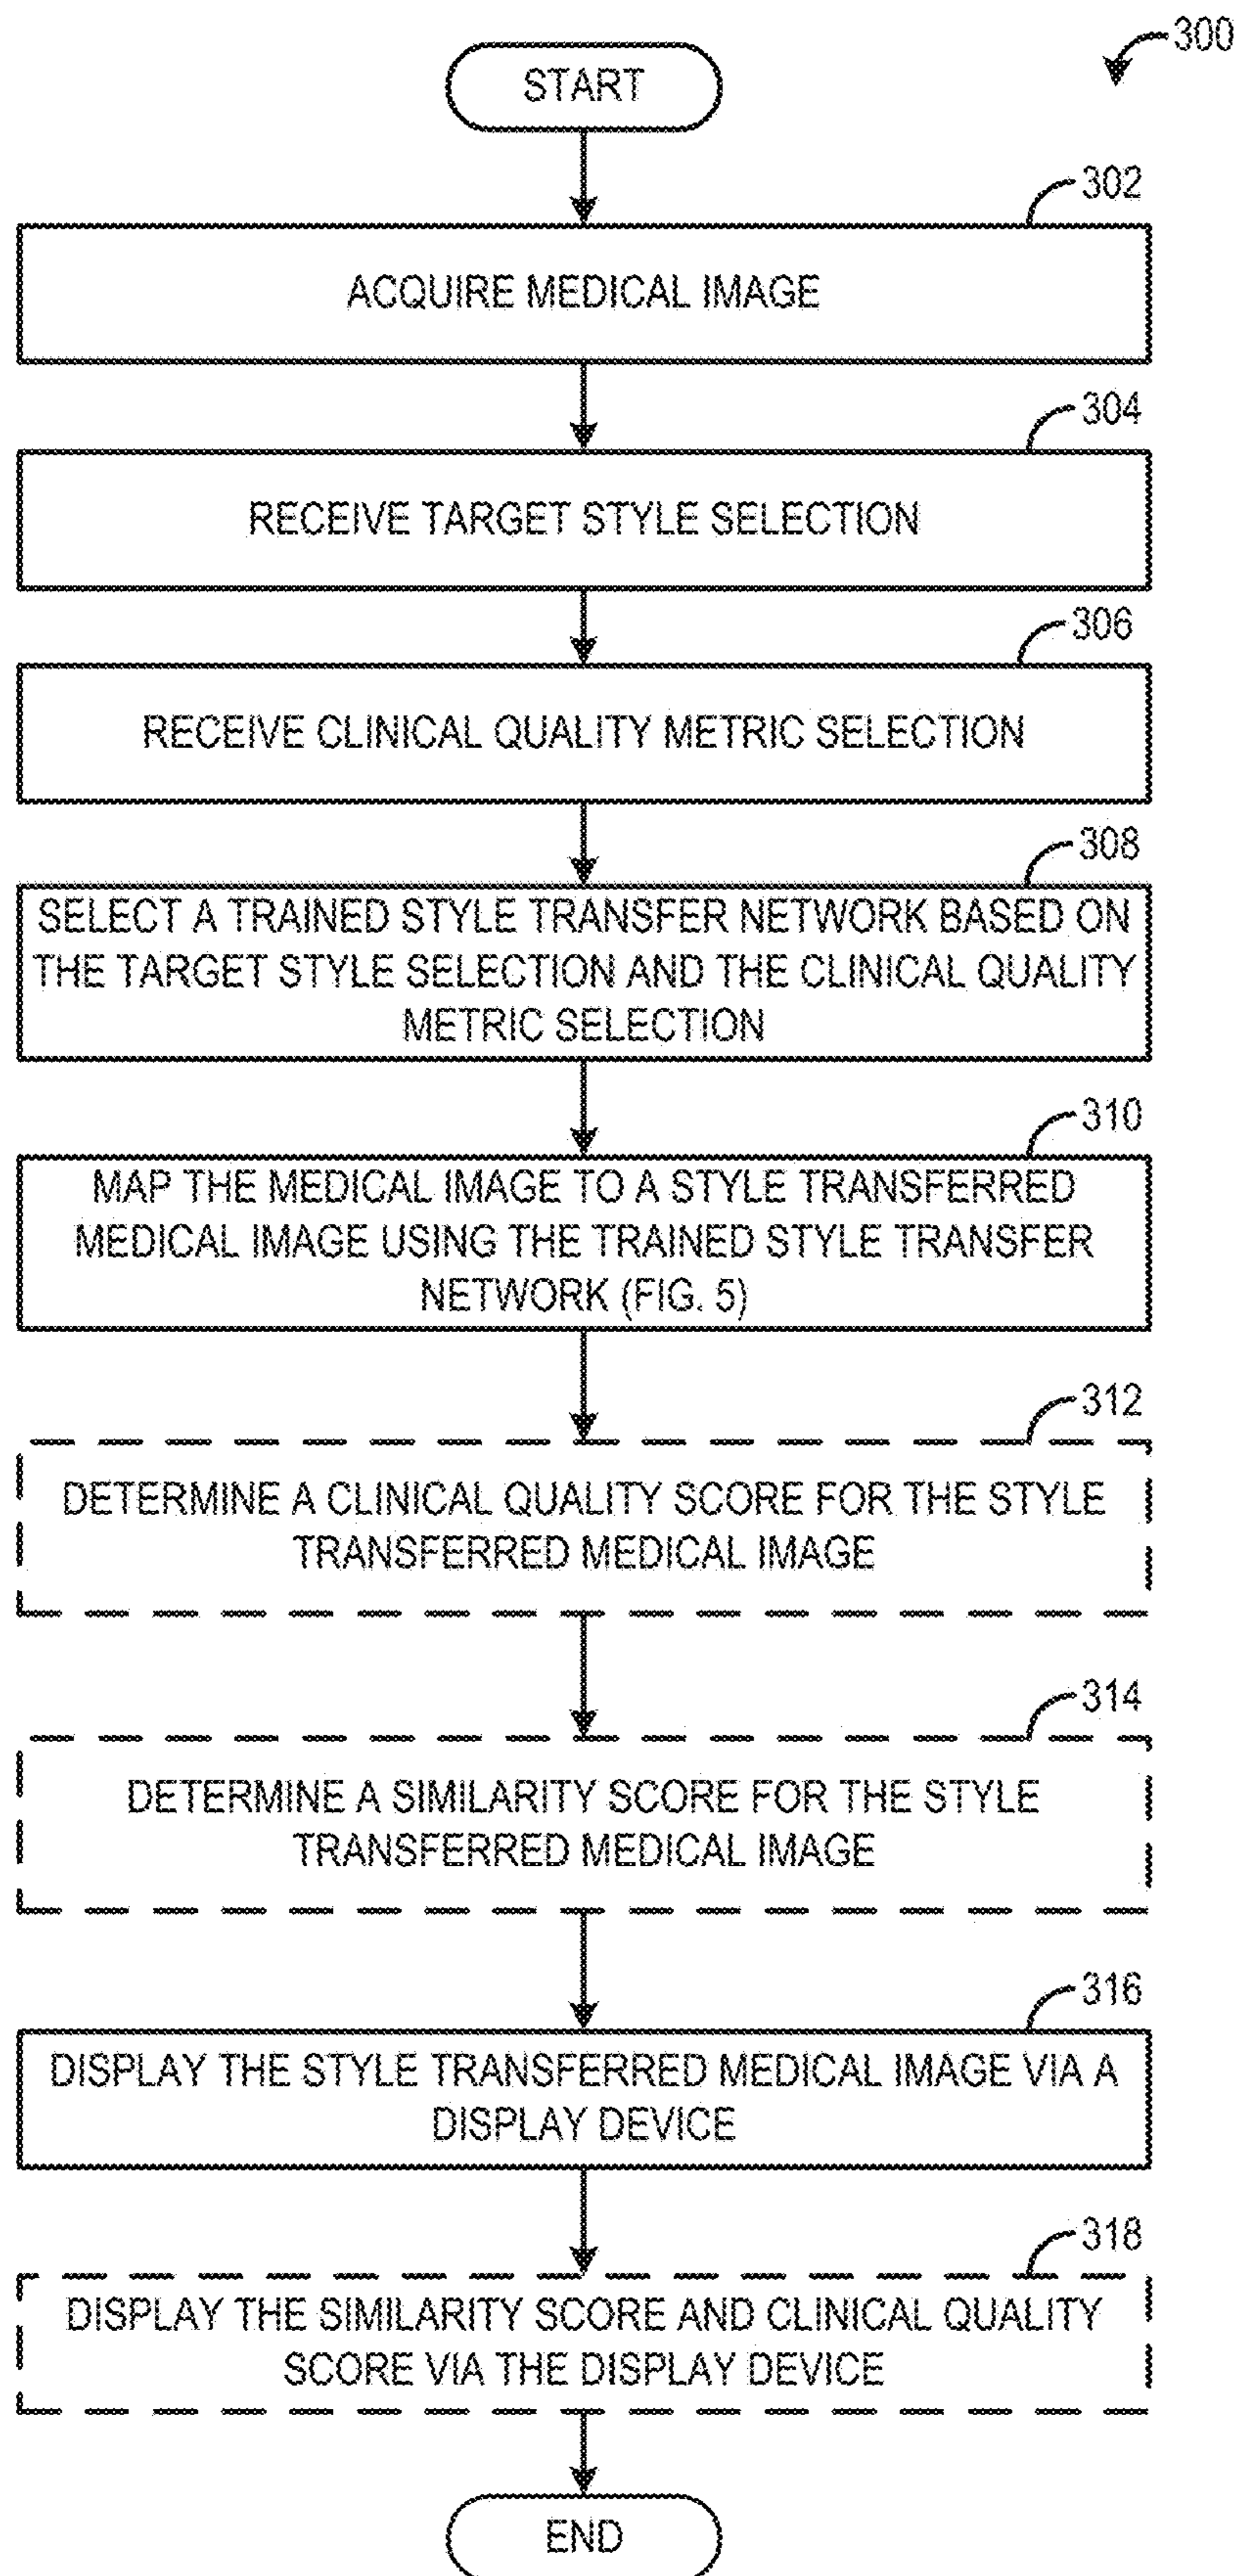 300
START
302
ACQUIRE MEDICAL IMAGE
304
RECEIVE TARGET STYLE SELECTION
306
RECEIVE CLINICAL QUALITY METRIC SELECTION
308
SELECT A TRAINED STYLE TRANSFER NETWORK BASED ON
THE TARGET STYLE SELECTION AND THE CLINICAL QUALITY
METRIC SELECTION
310
MAP THE MEDICAL IMAGE TO A STYLE TRANSFERRED
MEDICAL IMAGE USING THE TRAINED STYLE TRANSFER
NETWORK (FIG. 5)
312
DETERMINE A CLINICAL QUALITY SCORE FOR THE STYLE
TRANSFERRED MEDICAL IMAGE
314
DETERMINE A SIMILARITY SCORE FOR THE STYLE
TRANSFERRED MEDICAL IMAGE
316
DISPLAY THE STYLE TRANSFERRED MEDICAL IMAGE VIA A
DISPLAY DEVICE
318
DISPLAY THE SIMILARITY SCORE AND CLINICAL QUALITY
SCORE VIA THE DISPLAY DEVICE
END